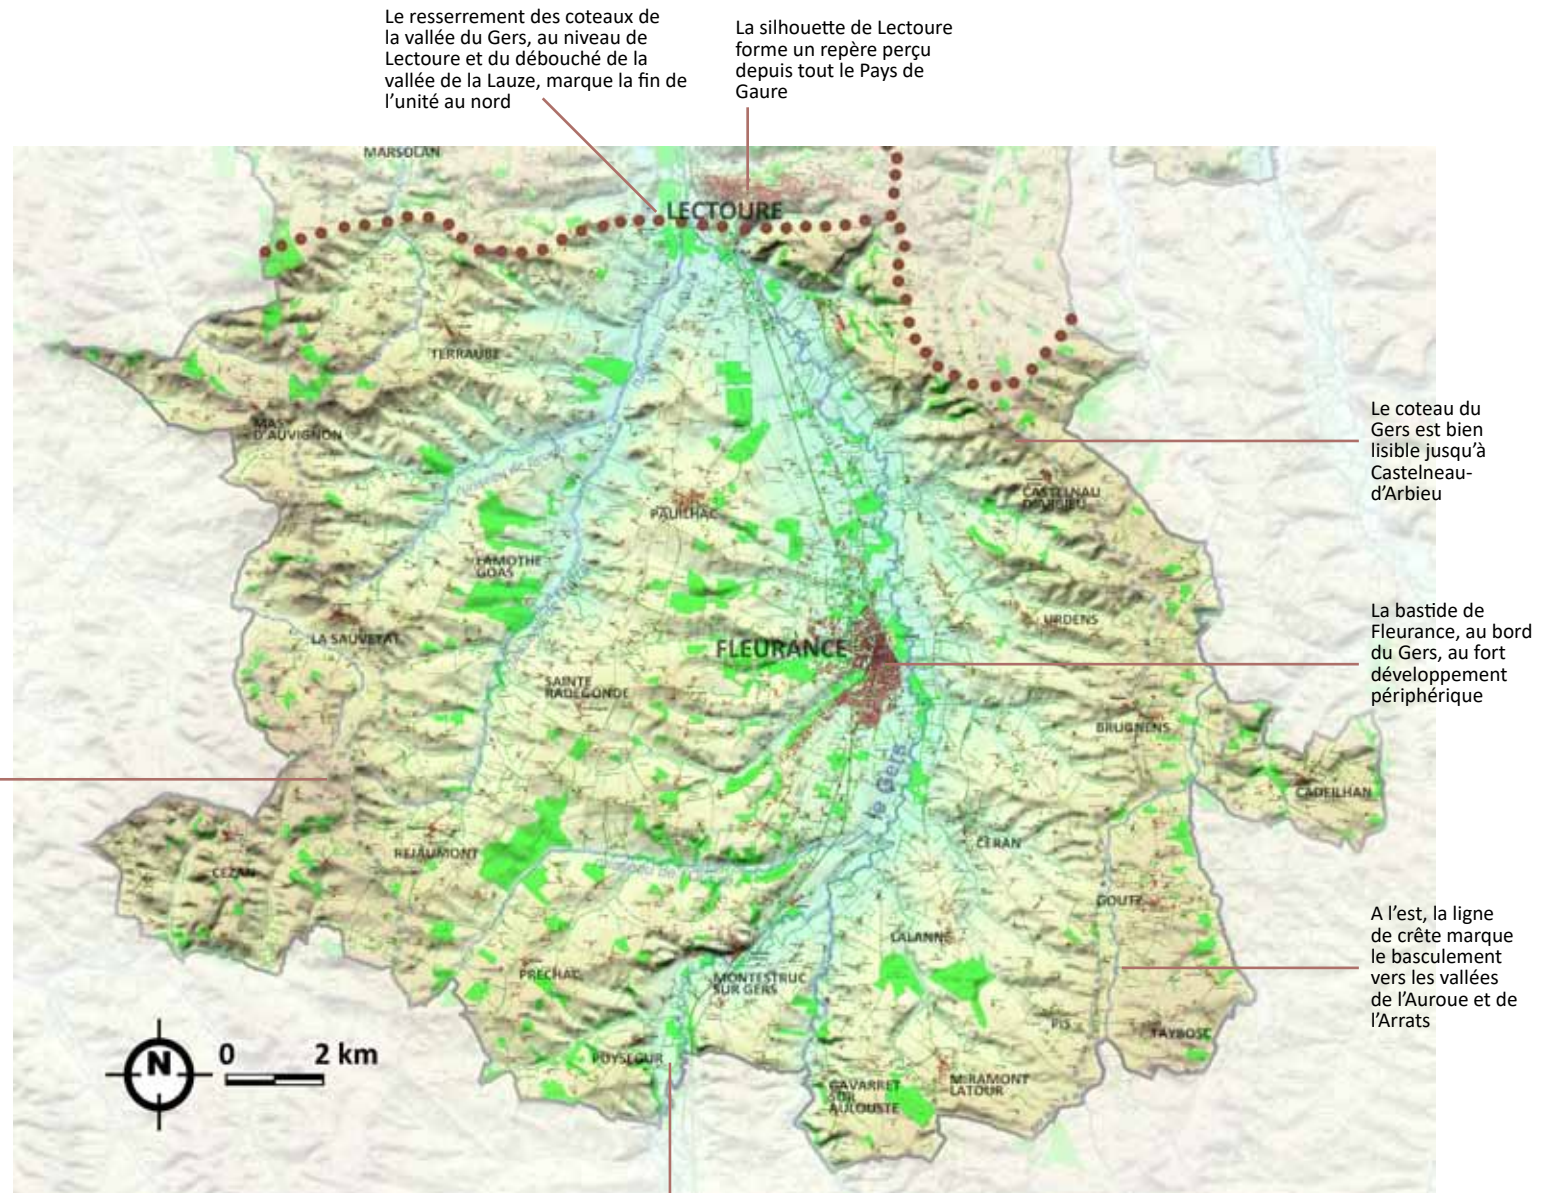 Le resserrement des coteaux de
la vallée du Gers, au niveau de
Lectoure et du débouché de la
vallée de la Lauze, marque la fin de
l’unité au nord
La silhouette de Lectoure
forme un repère perçu
depuis tout le Pays de
Gaure
MARSOLAN
LECTOURE
TERRAUBE
MAS
D'AUVIGNON
Le coteau du
Gers est bien
lisible jusqu’à
Castelneau-
d’Arbieu
CASTELNAU
D'ARBIEU
PAUILHAC
LAMOTHE
GOAS
LA SAUVETAT
URDENS
FLEURANCE
La bastide de
Fleurance, au bord
du Gers, au fort
développement
périphérique
SAINTE
RADEGONDE
BRUGNENS
le Gers
CADEILHAN
REJAUMONT
CERAN
CEZAN
GOUTZ
A l’est, la ligne
de crête marque
le basculement
vers les vallées
de l’Auroue et de
l’Arrats
LALANNE
PRECHAC
MONTESTRUC
SUR GERS
PIS
TAYBOSC
N
0 2 km
PUYSEGUR
GAVARRET
SUR
AULOUSTE
MIRAMONT
LATOUR